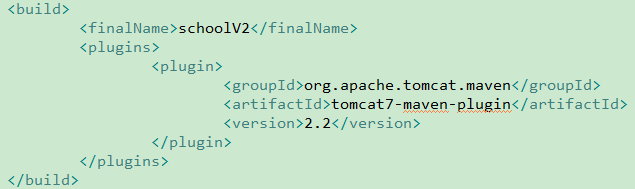 <build>
<finalName>schoolV2</finalName>
<plugins>
<plugin>
<groupId>org.apache.tomcat.maven</groupId>
<artifactId>tomcat7-maven-plugin</artifactId>
<version>2.2</version>
</plugin>
</plugins>
</build>